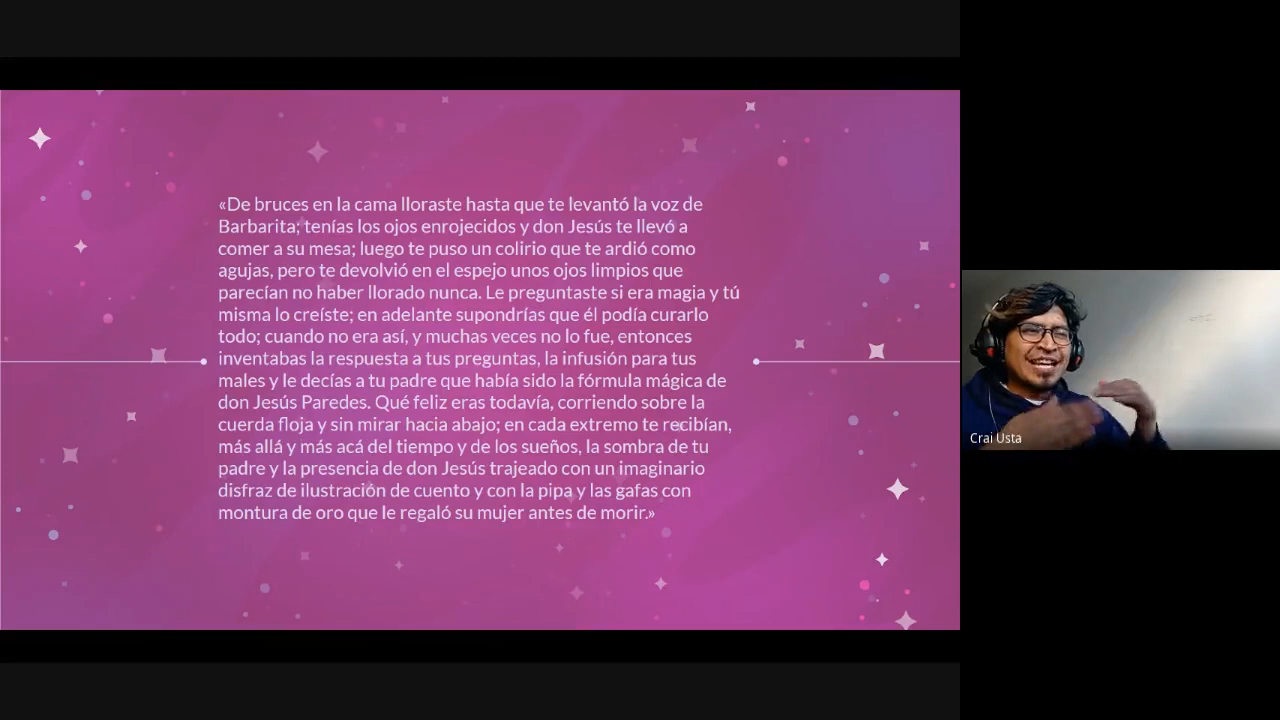 «De bruces en la cama lloraste hasta que te levantó la voz de
Barbarita; tenías los ojos enrojecidos y don Jesús te llevó a
comer a su mesa; luego te puso un colirio que te ardió como
agujas, pero te devolvió en el espejo unos ojos limpios que
parecían no haber llorado nunca. Le preguntaste si era magia y tú
misma lo creíste; en adelante supondrías que él podía curarlo
todo; cuando no era así, y muchas veces no lo fue, entonces
inventabas la respuesta a tus preguntas, la infusión para tus
males y le decías a tu padre que había sido la fórmula mágica de
don Jesús Paredes. Qué feliz eras todavía, corriendo sobre la
cuerda floja y sin mirar hacia abajo; en cada extremo te recibían,
más allá y más acá del tiempo y de los sueños, la sombra de tu
padre y la presencia de don Jesús trajeado con un imaginario
disfraz de ilustración de cuento y con la pipa y las gafas con
montura de oro que le regaló su mujer antes de morir.»
Crai Usta